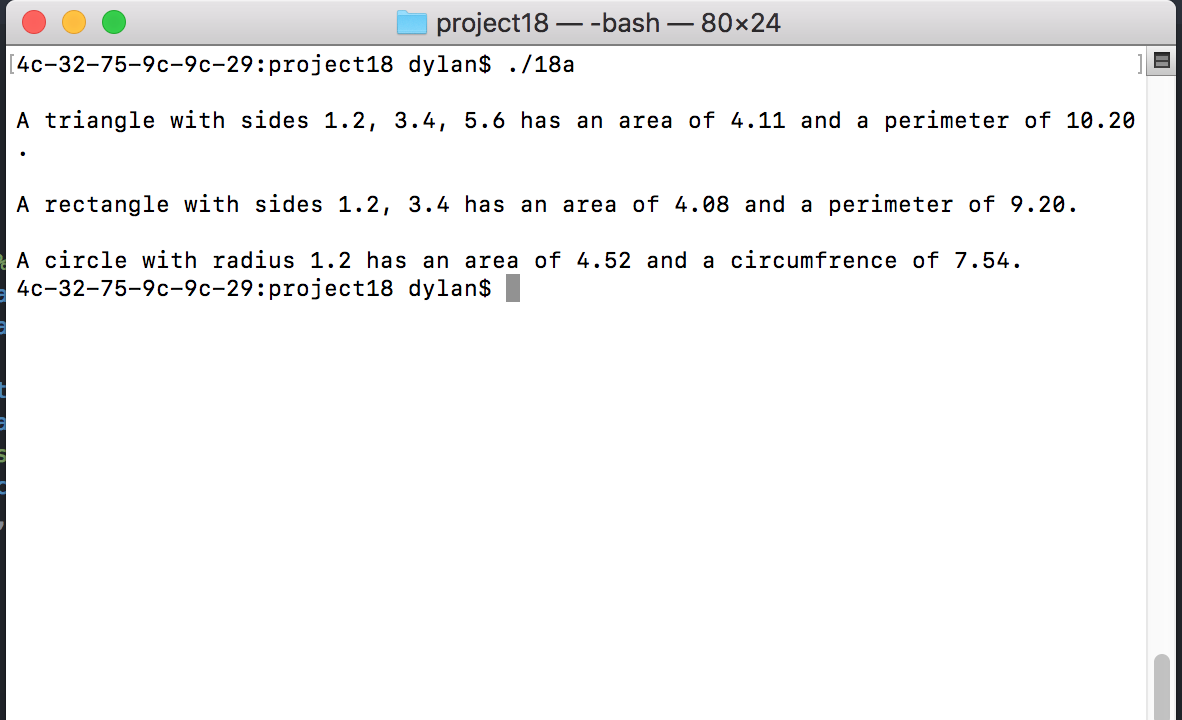 project18 — -bash — 80×24
[4c-32-75-9c-9c-29:project18 dylan$ ./18a ]
A triangle with sides 1.2, 3.4, 5.6 has an area of 4.11 and a perimeter of 10.20
.
A rectangle with sides 1.2, 3.4 has an area of 4.08 and a perimeter of 9.20.
A circle with radius 1.2 has an area of 4.52 and a circumfrence of 7.54.
4c-32-75-9c-9c-29:project18 dylan$